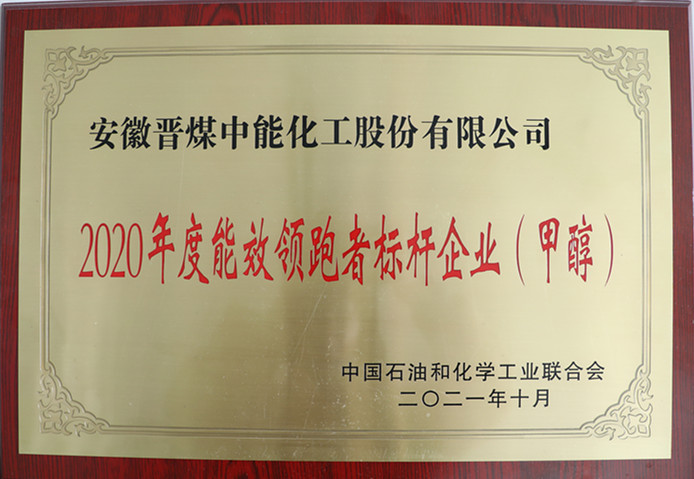 安徽晋煤中能化工股份有限公司
2020年度能效领跑者标杆企业（甲醇）
中国石油和化学工业联合会
二〇二一年十月